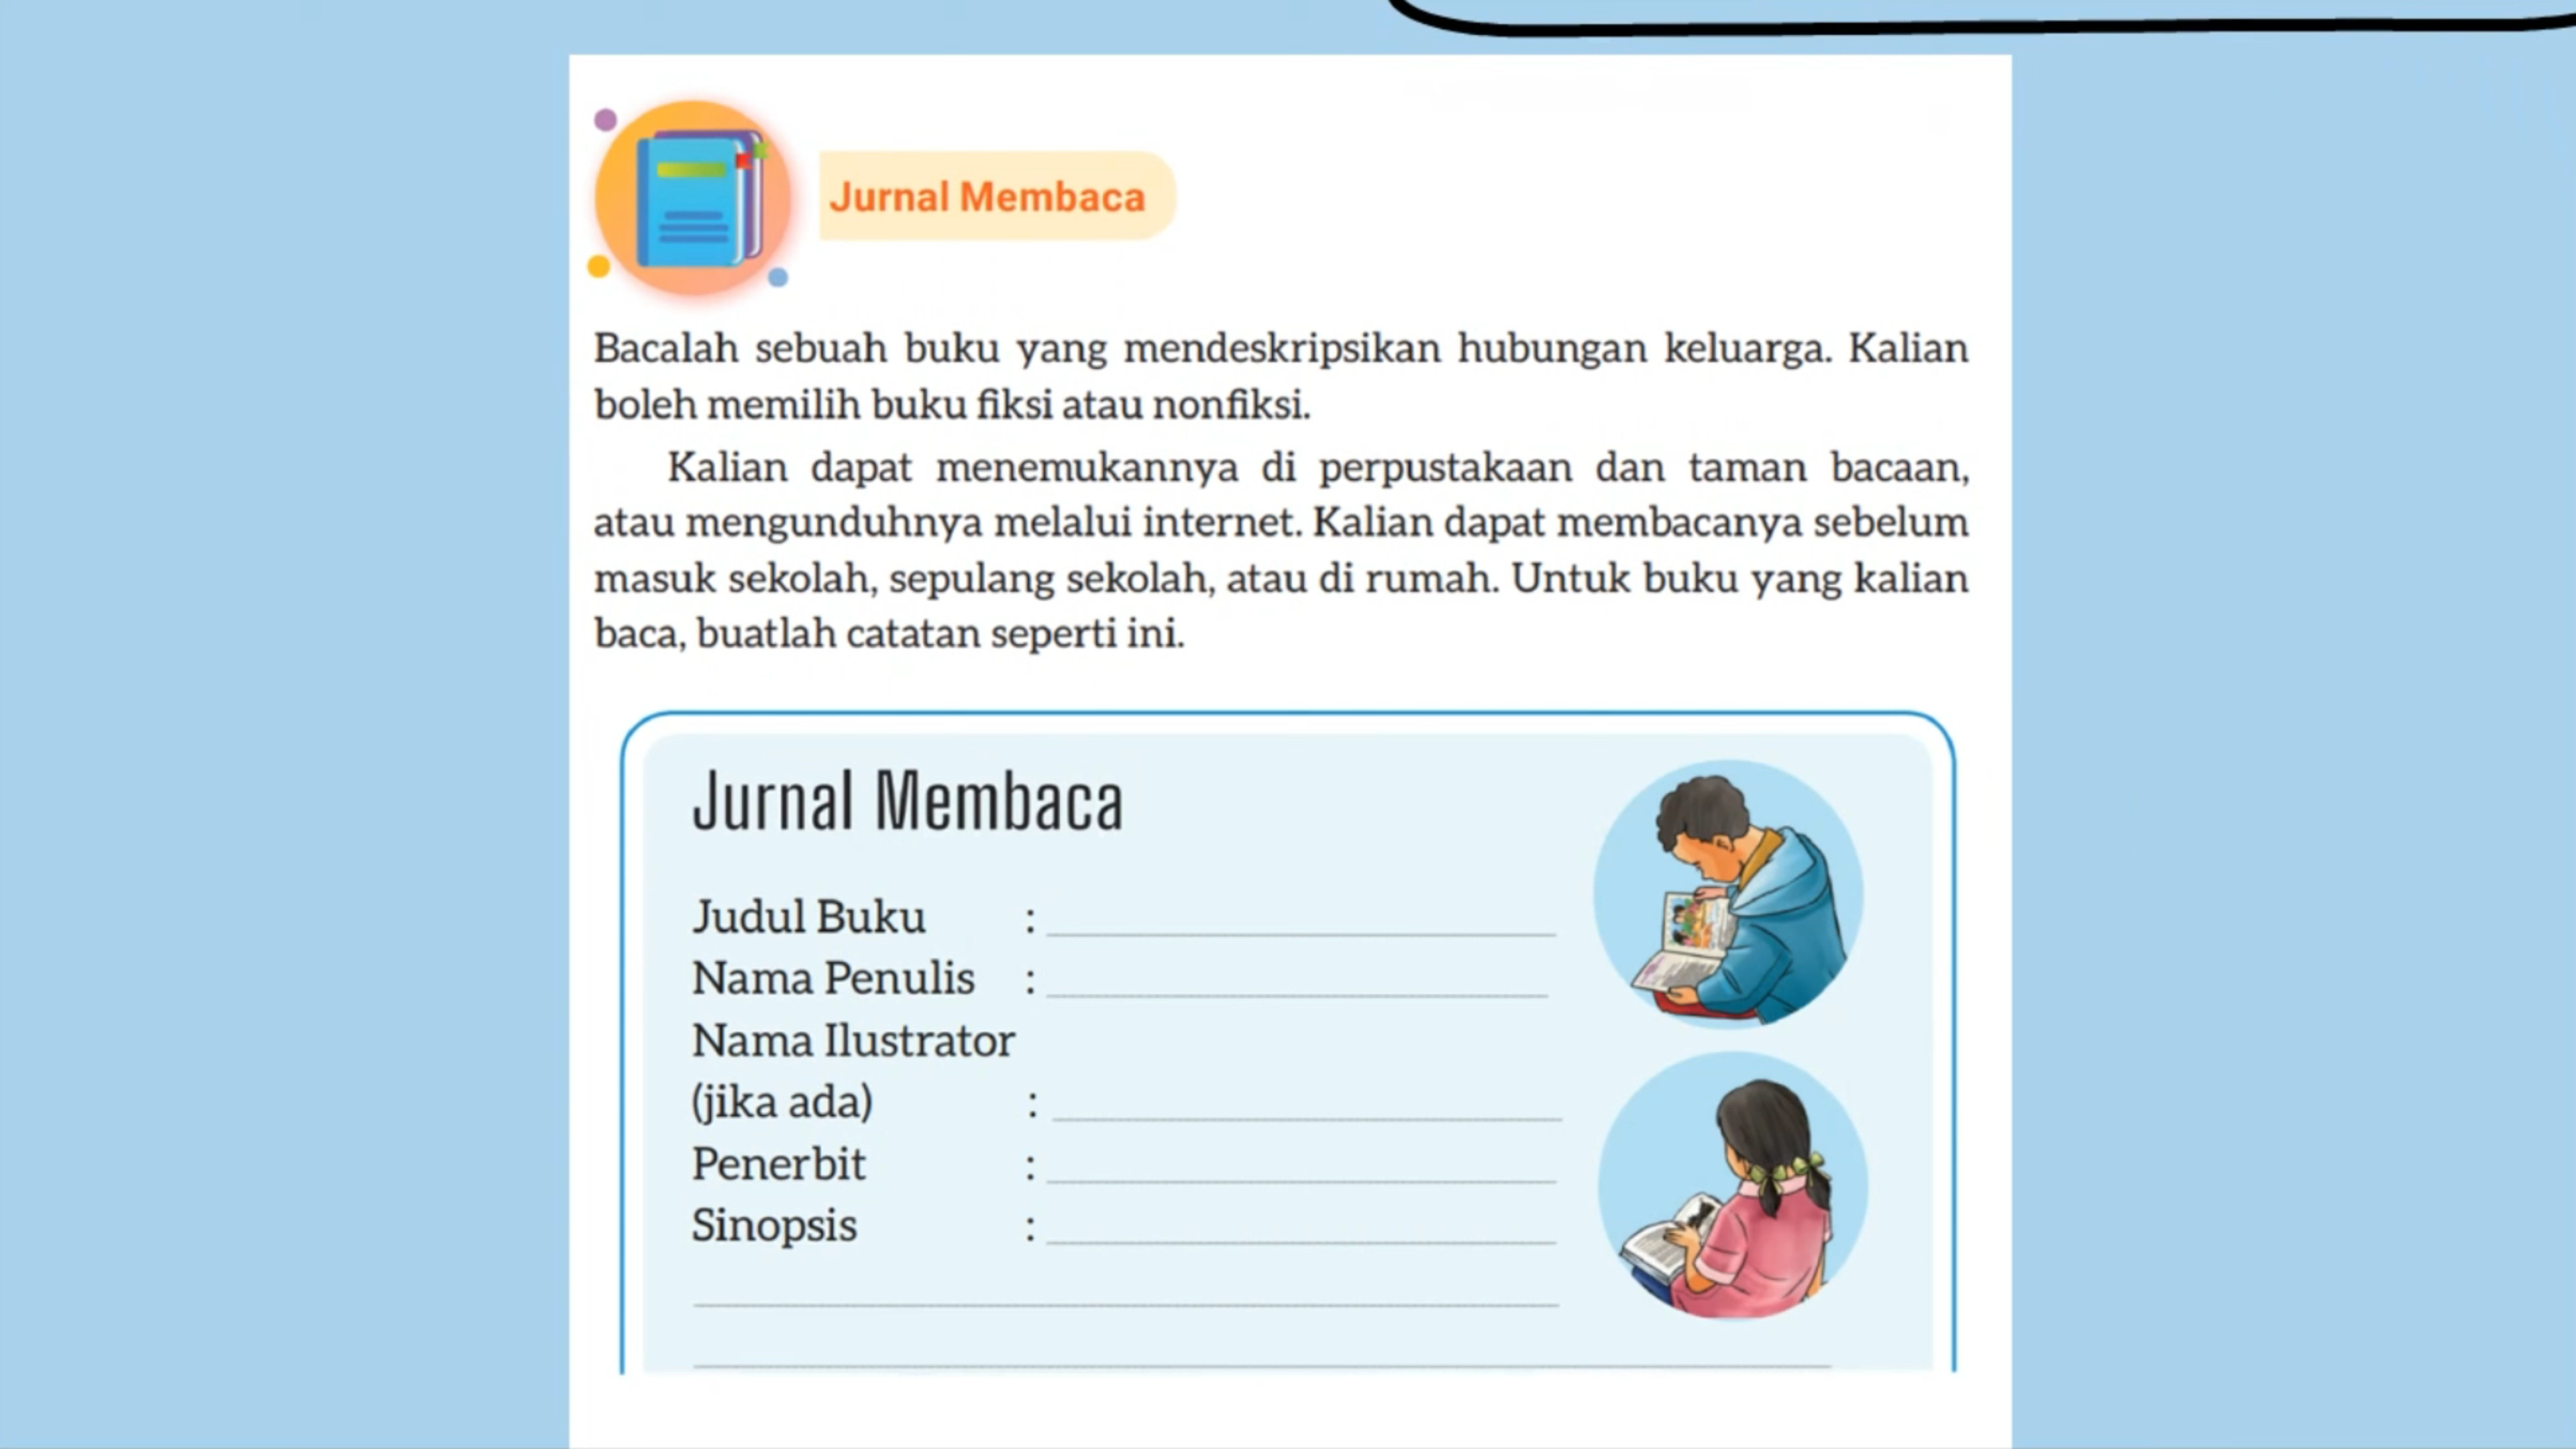 Jurnal Membaca
Bacalah sebuah buku yang mendeskripsikan hubungan keluarga. Kalian
boleh memilih buku fiksi atau nonfiksi.
Kalian dapat menemukannya di perpustakaan dan taman bacaan,
atau mengunduhnya melalui internet. Kalian dapat membacanya sebelum
masuk sekolah, sepulang sekolah, atau di rumah. Untuk buku yang kalian
baca, buatlah catatan seperti ini.
Jurnal Membaca
Judul Buku :
Nama Penulis :
Nama Ilustrator
(jika ada) :
Penerbit :
Sinopsis :